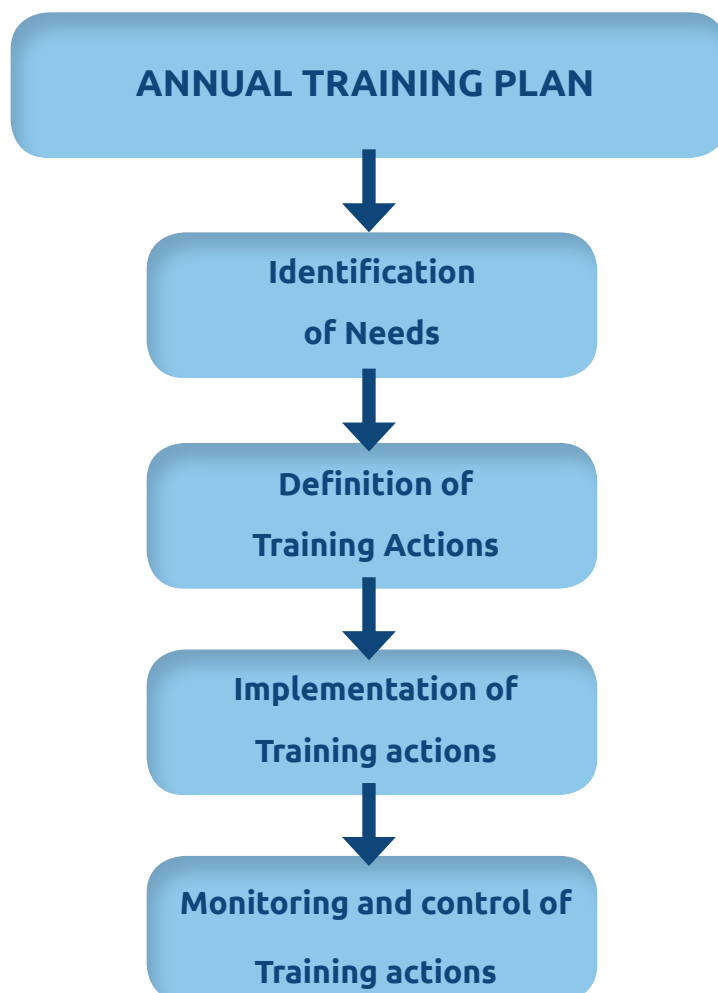 ANNUAL TRAINING PLAN
Identification
of Needs
Definition of
Training Actions
Implementation of
Training actions
Monitoring and control of
Training actions